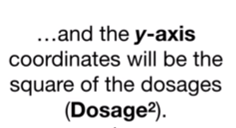 …and the y-axis
coordinates will be the
square of the dosages
(Dosage²).